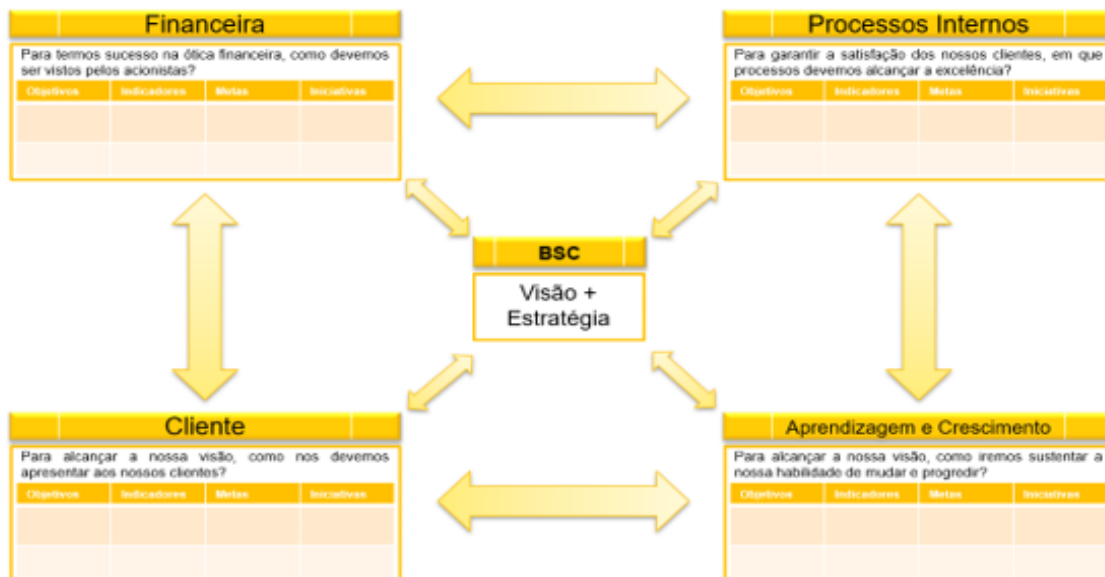 Financeira
Para termos sucesso na ótica financeira, como devemos
ser vistos pelos acionistas?
Objetivos Indicadores Metas Iniciativas
Processos Internos
Para garantir a satisfação dos nossos clientes, em que
processos devemos alcançar a excelência?
Objetivos Indicadores Metas Iniciativas
BSC
Visão +
Estratégia
Cliente
Para alcançar a nossa visão, como nos devemos
apresentar aos nossos clientes?
Objetivos Indicadores Metas Iniciativas
Aprendizagem e Crescimento
Para alcançar a nossa visão, como iremos sustentar a
nossa habilidade de mudar e progredir?
Objetivos Indicadores Metas Iniciativas